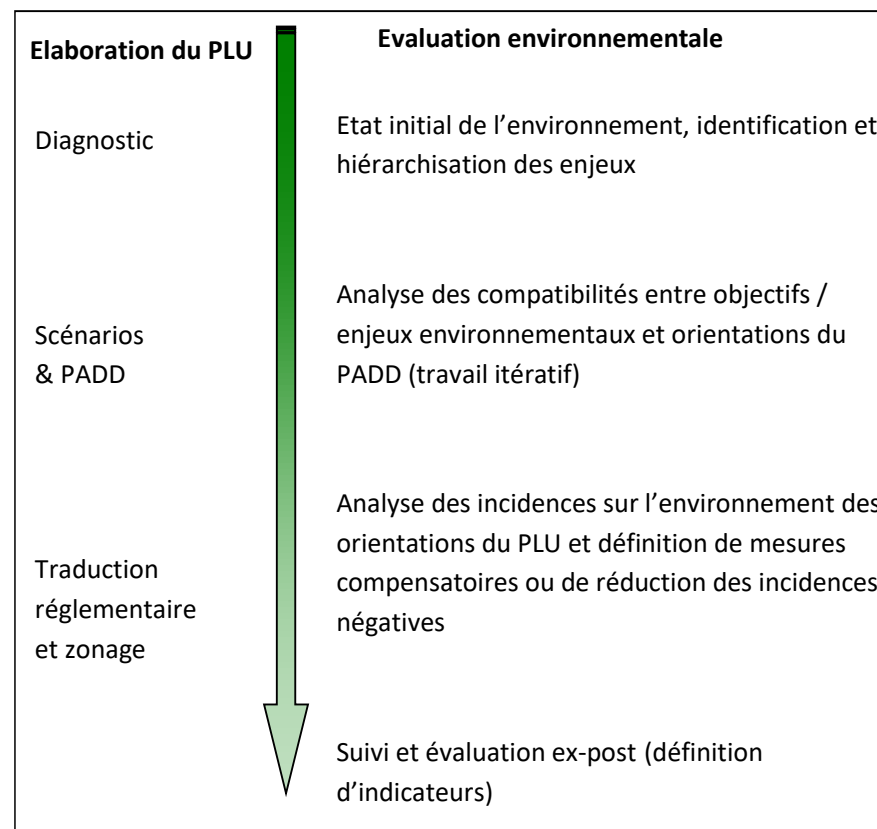 Elaboration du PLU
Evaluation environnementale
Diagnostic
Etat initial de l’environnement, identification et
hiérarchisation des enjeux
Scénarios
& PADD
Analyse des compatibilités entre objectifs /
enjeux environnementaux et orientations du
PADD (travail itératif)
Traduction
réglementaire
et zonage
Analyse des incidences sur l’environnement des
orientations du PLU et définition de mesures
compensatoires ou de réduction des incidences
négatives
Suivi et évaluation ex-post (définition
d’indicateurs)